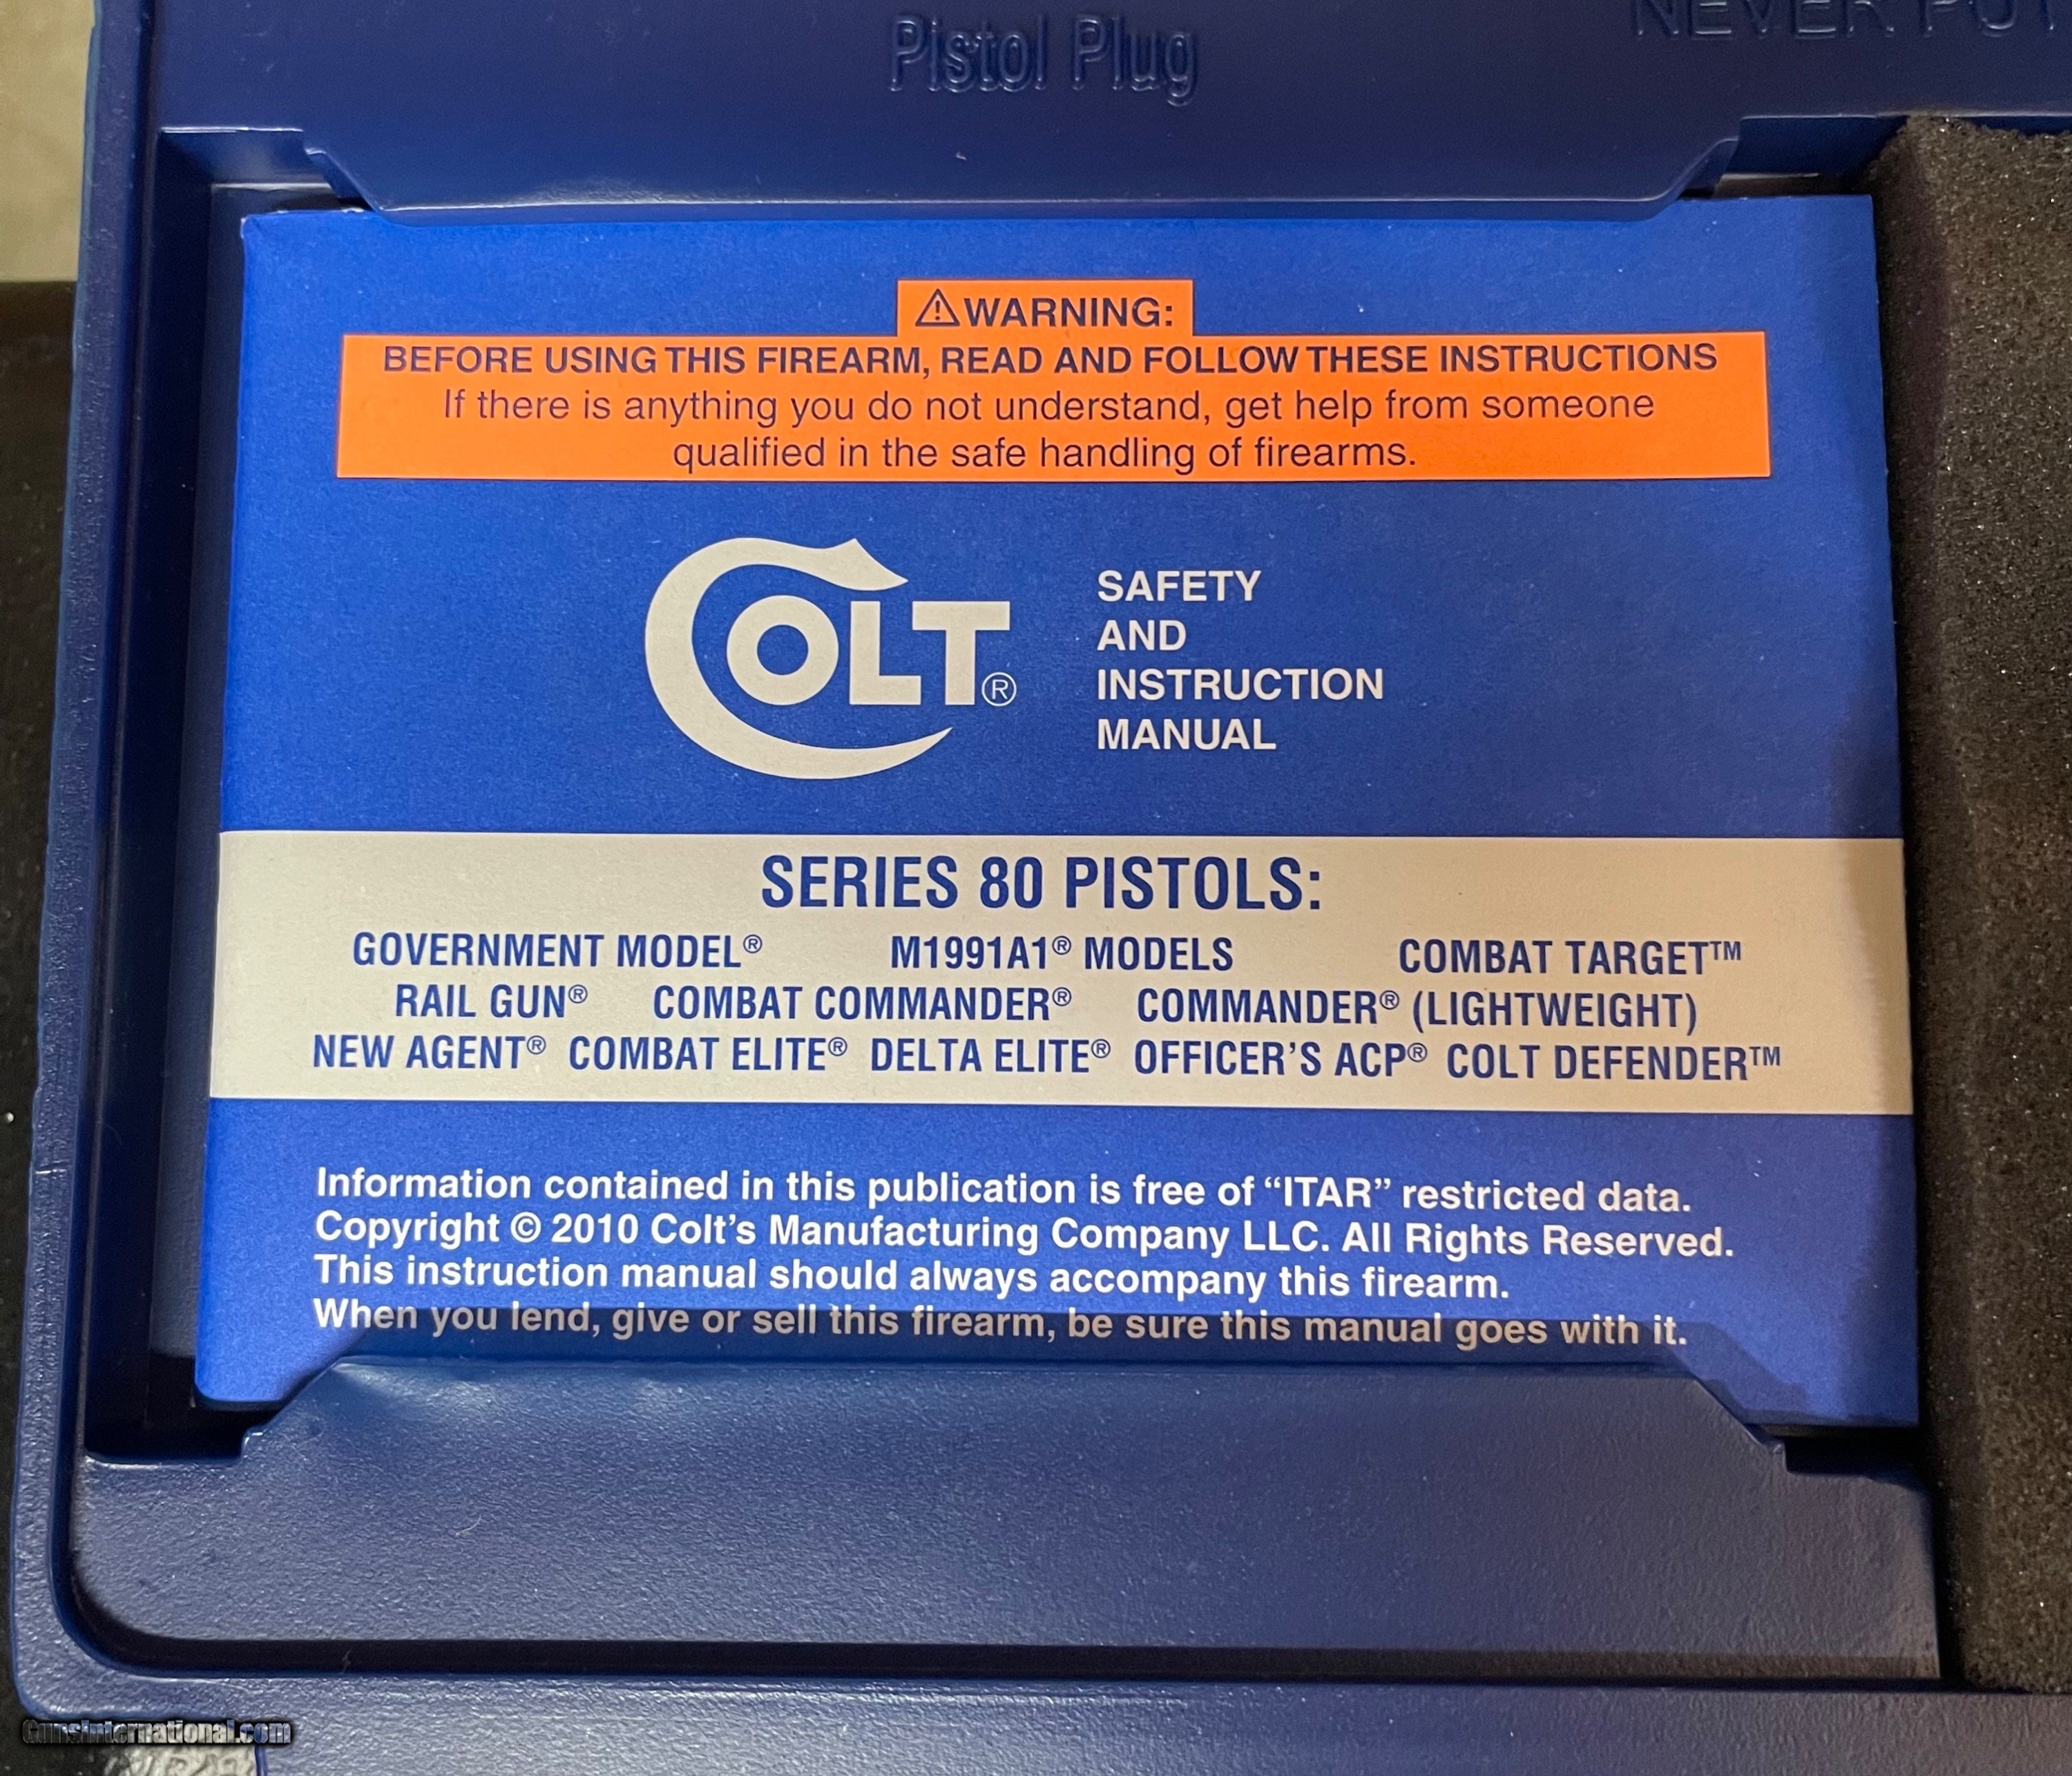 Pistol Plug
NEVER PUT
⚠WARNING:
BEFORE USING THIS FIREARM, READ AND FOLLOW THESE INSTRUCTIONS
If there is anything you do not understand, get help from someone
qualified in the safe handling of firearms.
COLT®
SAFETY
AND
INSTRUCTION
MANUAL
SERIES 80 PISTOLS:
GOVERNMENT MODEL® M1991A1® MODELS COMBAT TARGET™
RAIL GUN® COMBAT COMMANDER® COMMANDER® (LIGHTWEIGHT)
NEW AGENT® COMBAT ELITE® DELTA ELITE® OFFICER'S ACP® COLT DEFENDER™
Information contained in this publication is free of “ITAR” restricted data.
Copyright © 2010 Colt's Manufacturing Company LLC. All Rights Reserved.
This instruction manual should always accompany this firearm.
When you lend, give or sell this firearm, be sure this manual goes with it.
GunsInternational.com